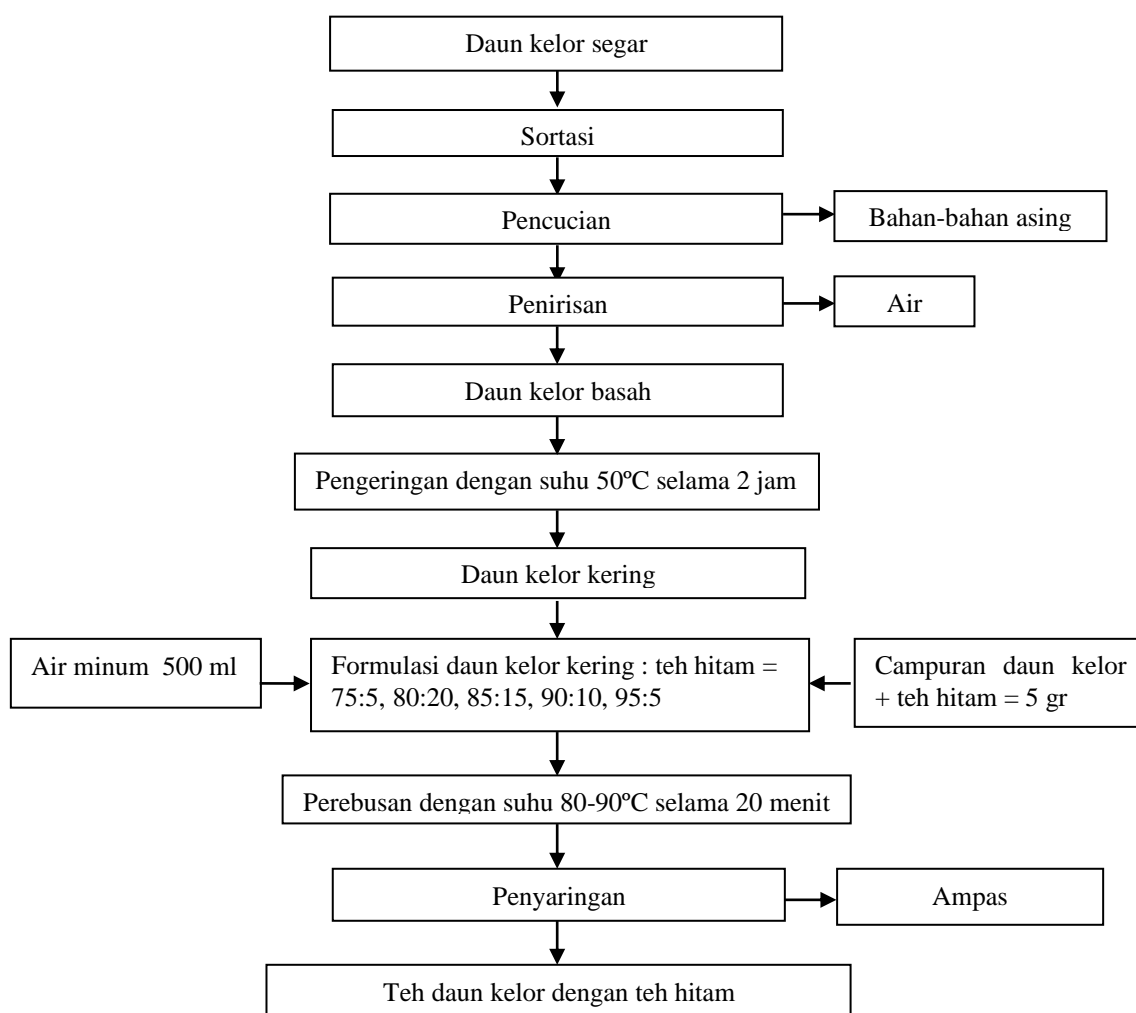 Daun kelor segar
Sortasi
Pencucian
Bahan-bahan asing
Penirisan
Air
Daun kelor basah
Pengeringan dengan suhu 50ºC selama 2 jam
Daun kelor kering
Air minum 500 ml
Formulasi daun kelor kering : teh hitam =
75:5, 80:20, 85:15, 90:10, 95:5
Campuran daun kelor
+ teh hitam = 5 gr
Perebusan dengan suhu 80-90ºC selama 20 menit
Penyaringan
Ampas
Teh daun kelor dengan teh hitam